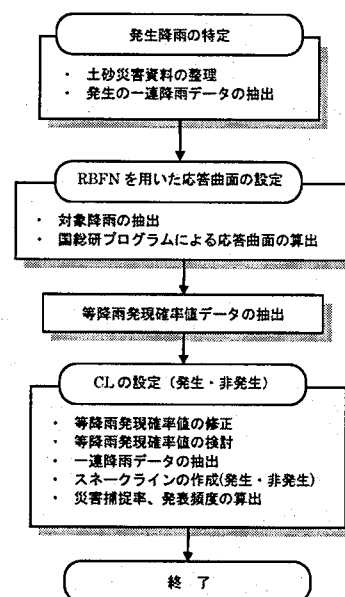 発生降雨の特定
・ 土砂災害資料の整理
・ 発生の一連降雨データの抽出
RBFNを用いた応答曲面の設定
・ 対象降雨の抽出
・ 国総研プログラムによる応答曲面の算出
等降雨発現確率値データの抽出
CLの設定(発生・非発生)
・ 等降雨発現確率値の修正
・ 等降雨発現確率値の検討
・ 一連降雨データの抽出
・ スネークラインの作成(発生・非発生)
・ 災害捕捉率、発表頻度の算出
終 了